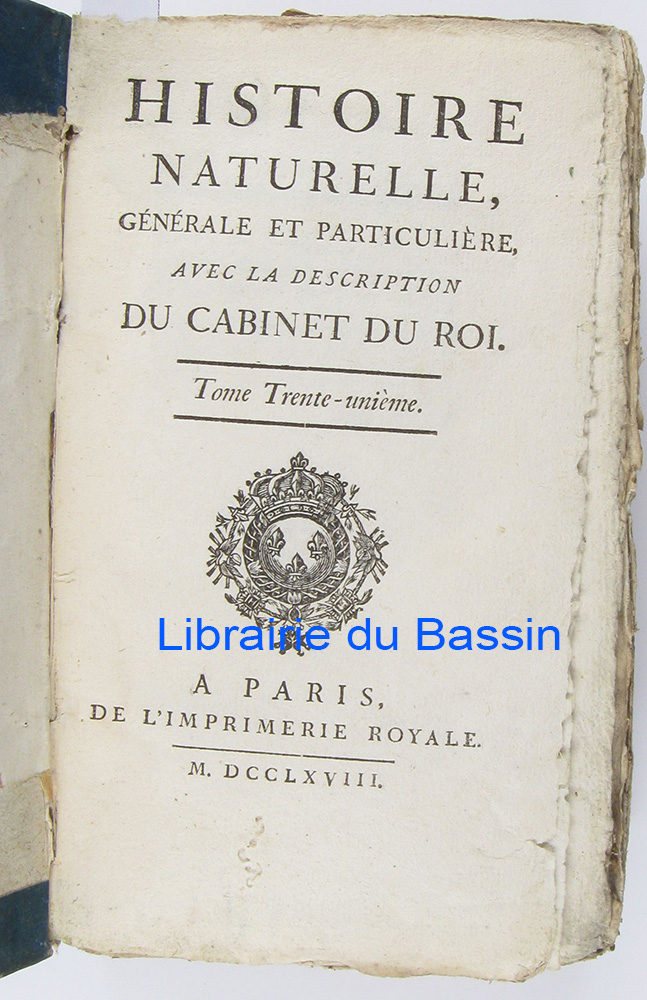 HISTOIRE
NATURELLE,
GÉNÉRALE ET PARTICULIÈRE,
AVEC LA DESCRIPTION
DU CABINET DU ROI.
Tome Trente-unième.
Librairie du Bassin
A PARIS,
DE L'IMPRIMERIE ROYALE.
M. DCCLXVIII.